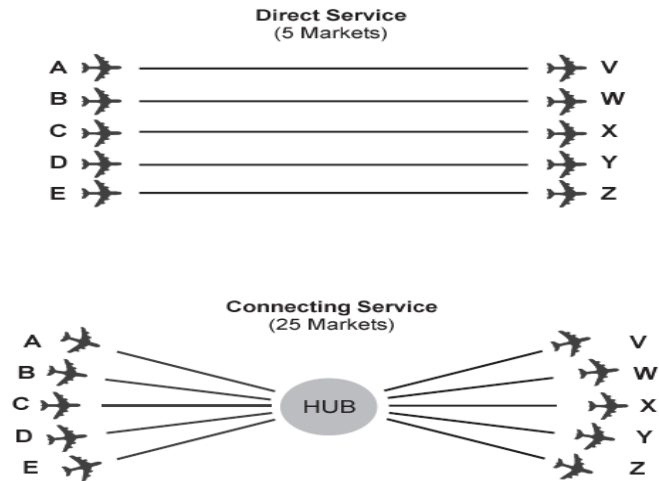 Direct Service
(5 Markets)
A V
B W
C X
D Y
E Z
Connecting Service
(25 Markets)
A V
B W
C HUB X
D Y
E Z